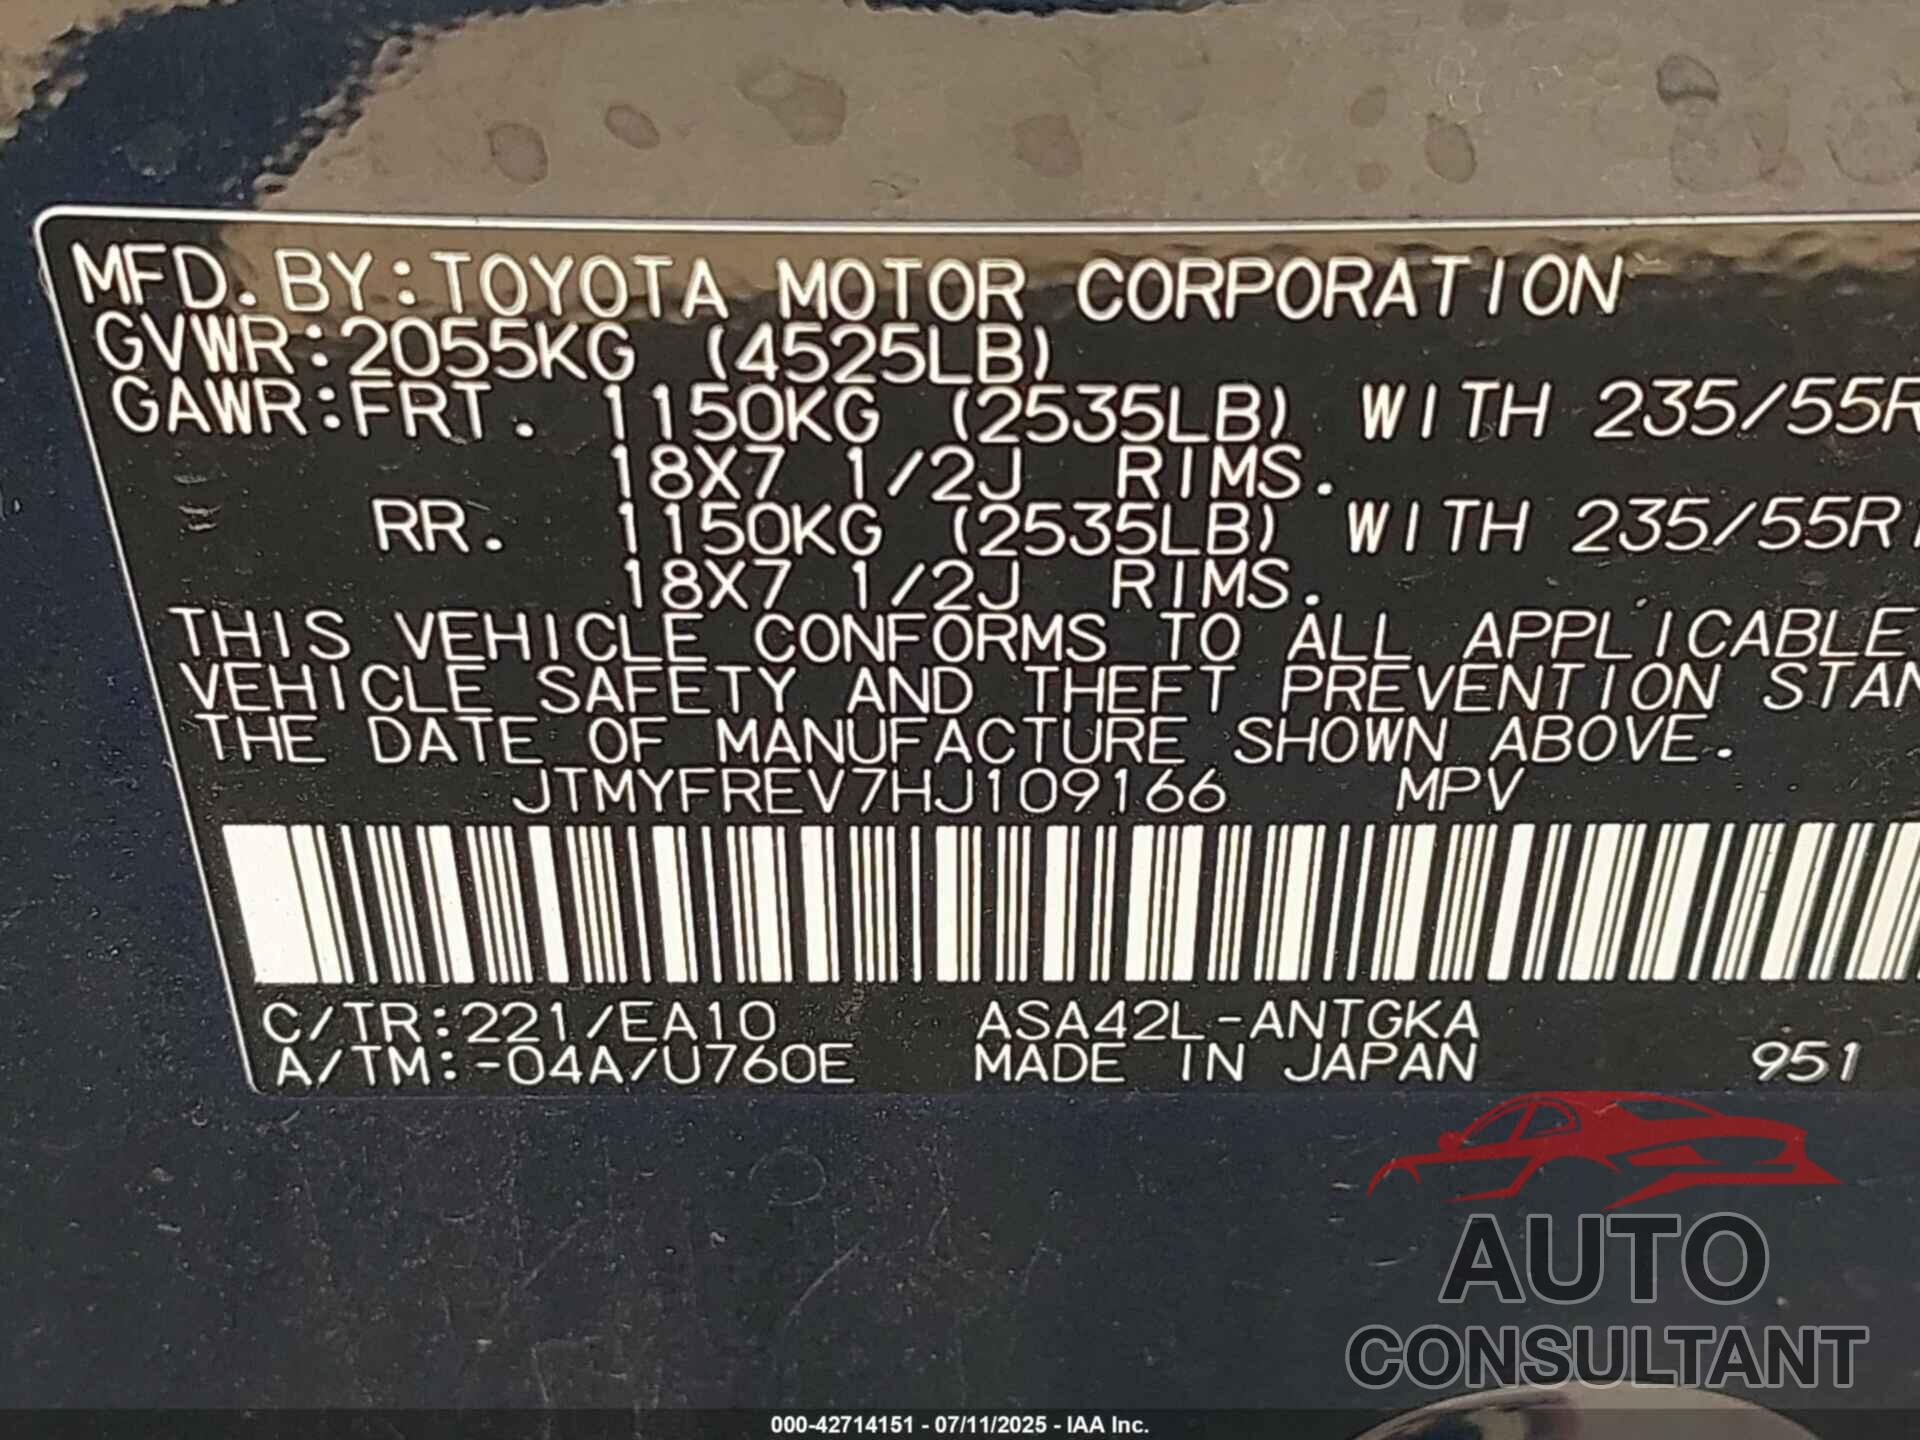 MFD. BY: TOYOTA MOTOR CORPORATION
GVWR: 2055KG (4525LB)
GAWR: FRT. 1150KG (2535LB) WITH 235/55R
18X7 1/2J RIMS.
RR. 1150KG (2535LB) WITH 235/55R1
18X7 1/2J RIMS.
THIS VEHICLE CONFORMS TO ALL APPLICABLE
VEHICLE SAFETY AND THEFT PREVENTION STAN
THE DATE OF MANUFACTURE SHOWN ABOVE.
JTMYFREV7HJ109166 MPV
C/TR: 221/EA10 ASA42L-ANTGKA
A/TM: -04A/U760E MADE IN JAPAN 951
AUTO
CONSULTANT
000-42714151 - 07/11/2025 - IAA Inc.